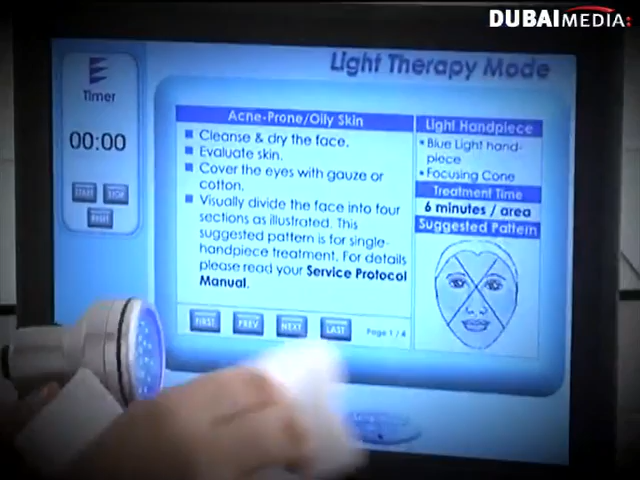 DUBAIMEDIA:
Light Therapy Mode
Timer
00:00
START STOP
RESET
Acne-Prone/Oily Skin
Cleanse & dry the face.
Evaluate skin.
Cover the eyes with gauze or
cotton.
Visually divide the face into four
sections as illustrated. This
suggested pattern is for single-
handpiece treatment. For details
please read your Service Protocol
Manual.
FIRST PREV NEXT LAST Page 1 / 4
Light Handpiece
• Blue Light hand-
piece
• Focusing Cone
Treatment Time
6 minutes / area
Suggested Pattern